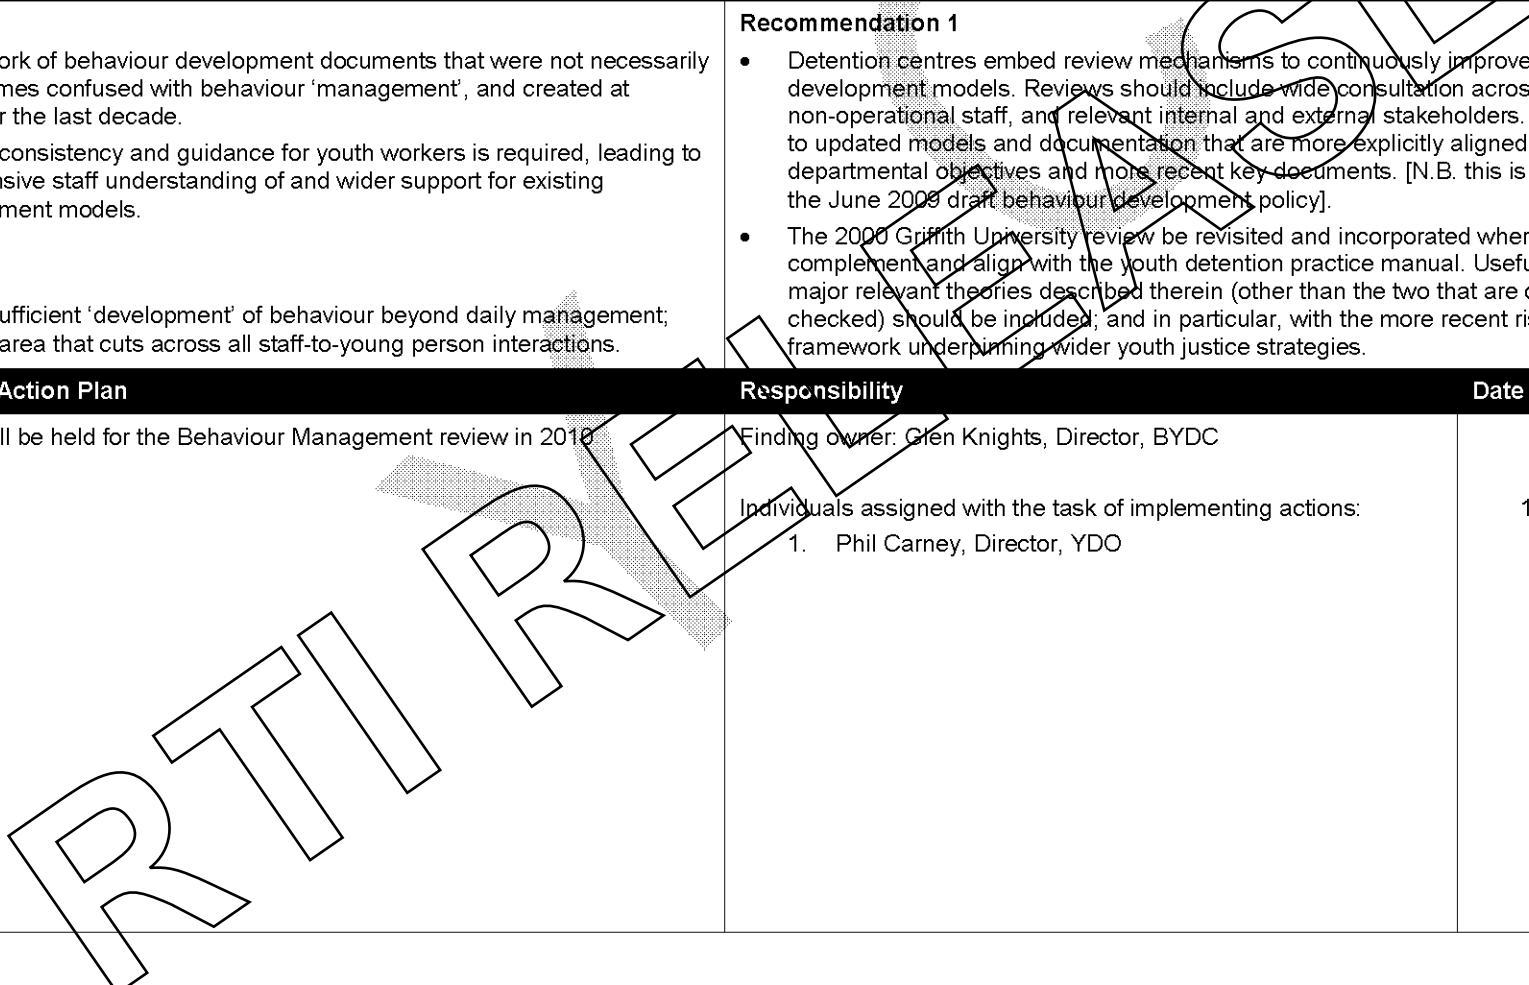 ork of behaviour development documents that were not necessarily
mes confused with behaviour ‘management’, and created at
r the last decade.
consistency and guidance for youth workers is required, leading to
nsive staff understanding of and wider support for existing
ment models.
ufficient ‘development’ of behaviour beyond daily management;
area that cuts across all staff-to-young person interactions.
Recommendation 1
• Detention centres embed review mechanisms to continuously improve
development models. Reviews should include wide consultation acros
non-operational staff, and relevant internal and external stakeholders.
to updated models and documentation that are more explicitly aligned
departmental objectives and more recent key documents. [N.B. this is
the June 2009 draft behaviour development policy].
• The 2000 Griffith University review be revisited and incorporated wher
complement and align with the youth detention practice manual. Usefu
major relevant theories described therein (other than the two that are
checked) should be included; and in particular, with the more recent ris
framework underpinning wider youth justice strategies.
Action Plan
Responsibility
Date
ll be held for the Behaviour Management review in 2010
Finding owner: Glen Knights, Director, BYDC
Individuals assigned with the task of implementing actions:
1
1. Phil Carney, Director, YDO
RTI RELEASE